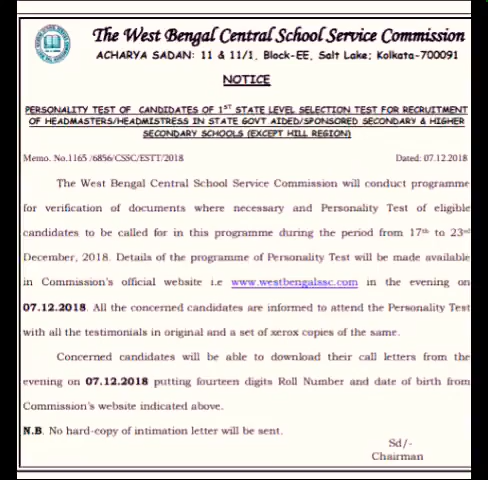 The West Bengal Central School Service Commission
ACHARYA SADAN: 11 & 11/1, Block-EE, Salt Lake; Kolkata-700091
NOTICE
PERSONALITY TEST OF CANDIDATES OF 1ST STATE LEVEL SELECTION TEST FOR RECRUITMENT
OF HEADMASTERS/HEADMISTRESS IN STATE GOVT AIDED/SPONSORED SECONDARY & HIGHER
SECONDARY SCHOOLS (EXCEPT HILL REGION)
Memo. No.1165 /6856/CSSC/ESTT/2018 Dated: 07.12.2018
The West Bengal Central School Service Commission will conduct programme
for verification of documents where necessary and Personality Test of eligible
candidates to be called for in this programme during the period from 17th to 23rd
December, 2018. Details of the programme of Personality Test will be made available
in Commission's official website i.e www.westbengalssc.com in the evening on
07.12.2018. All the concerned candidates are informed to attend the Personality Test
with all the testimonials in original and a set of xerox copies of the same.
Concerned candidates will be able to download their call letters from the
evening on 07.12.2018 putting fourteen digits Roll Number and date of birth from
Commission's website indicated above.
N.B. No hard-copy of intimation letter will be sent.
Sd/-
Chairman